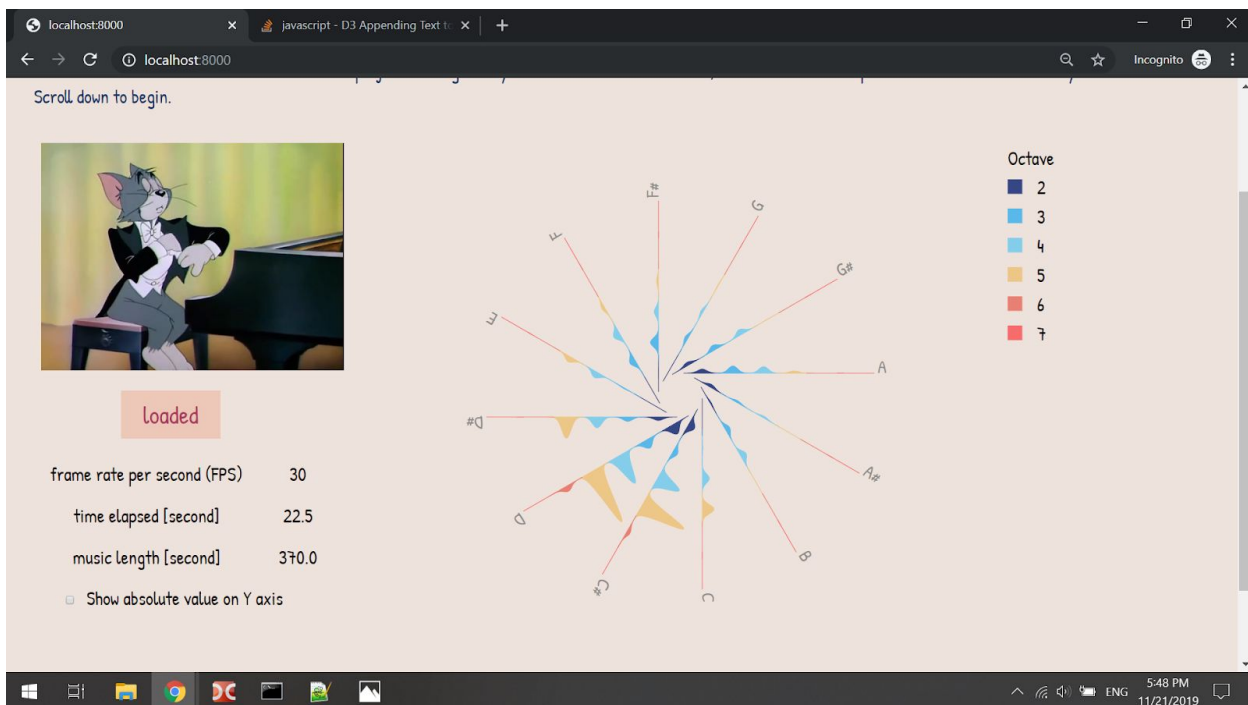 localhost:8000
javascript - D3 Appending Text to
localhost:8000
Incognito
Scroll down to begin.
Octave
2
3
4
5
6
7
F#
G
G#
A
A#
B
C
C#
D
D#
E
F
loaded
frame rate per second (FPS) 30
time elapsed [second] 22.5
music length [second] 370.0
Show absolute value on Y axis
ENG
5:48 PM
11/21/2019